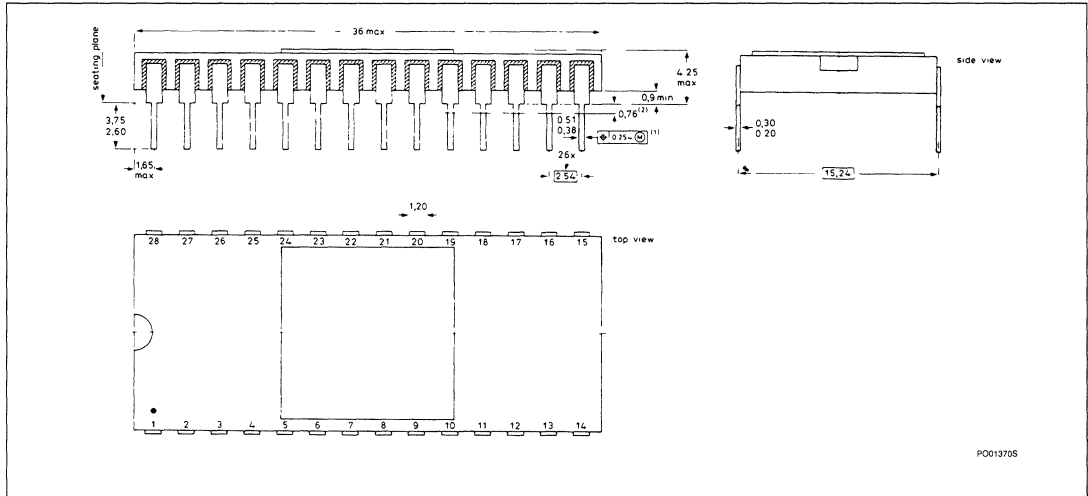 36 max
seating plane
side view
4 25
max
0,9 min
0,76(2)
3,75
2,60
0 51
0,38
⌖ 0 25 Ⓜ (1)
0,30
0 20
26x
2 54
1,65
max
15,24
1,20
28 27 26 25 24 23 22 21 20 19 18 17 16 15
top view
1 2 3 4 5 6 7 8 9 10 11 12 13 14
PO01370S